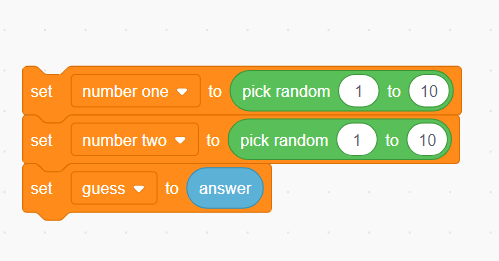 set number one to pick random 1 to 10
set number two to pick random 1 to 10
set guess to answer